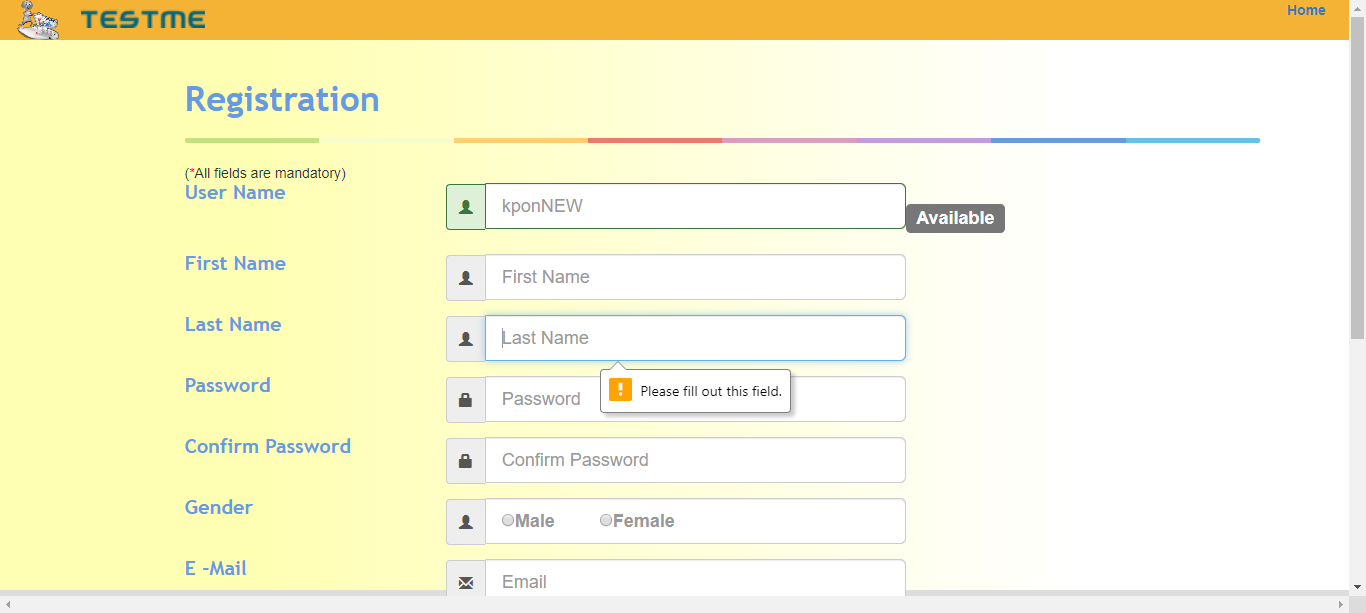 TESTME
Home
Registration
(*All fields are mandatory)
User Name
kponNEW
Available
First Name
First Name
Last Name
Last Name
Please fill out this field.
Password
Password
Confirm Password
Confirm Password
Gender
Male Female
E -Mail
Email